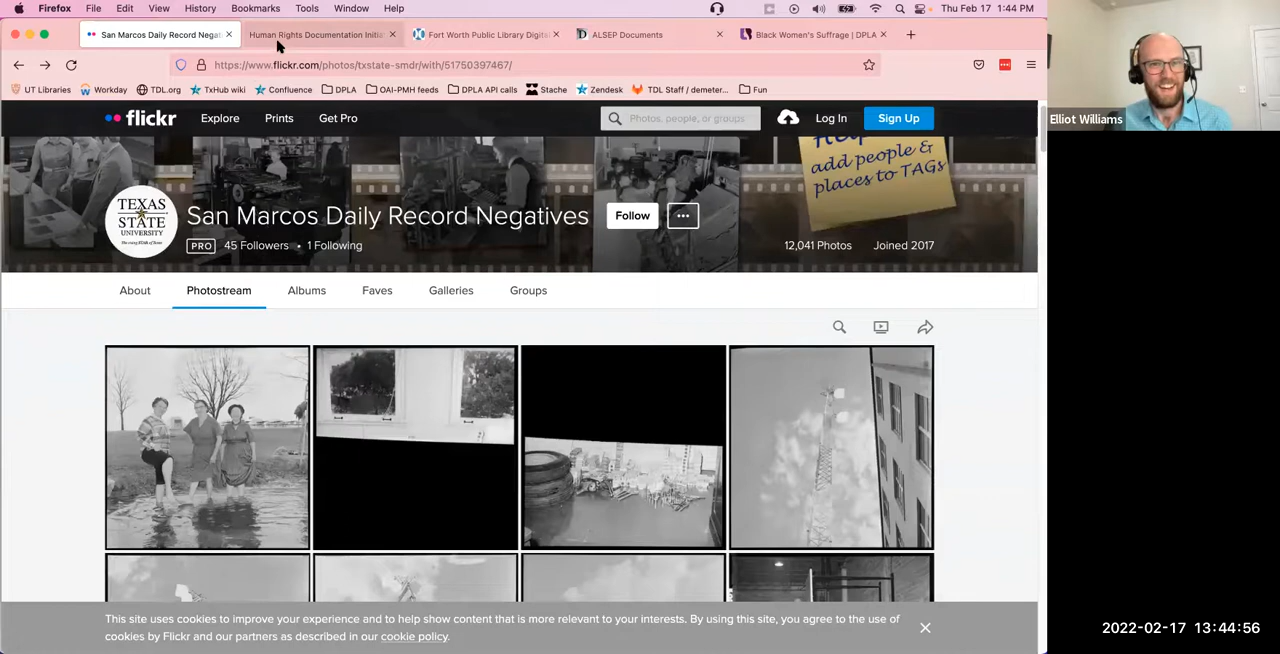 Firefox File Edit View History Bookmarks Tools Window Help Thu Feb 17 1:44 PM
San Marcos Daily Record Negati Human Rights Documentation Initia Fort Worth Public Library Digita ALSEP Documents Black Women's Suffrage | DPLA
https://www.flickr.com/photos/txstate-smdr/with/51750397467/
UT Libraries Workday TDL.org TxHub wiki Confluence DPLA OAI-PMH feeds DPLA API calls Stache Zendesk TDL Staff / demeter... Fun
Elliot Williams
flickr Explore Prints Get Pro Photos, people, or groups Log In Sign Up
add people &
places to TAGs
TEXAS
STATE
UNIVERSITY
San Marcos Daily Record Negatives Follow
PRO 45 Followers • 1 Following 12,041 Photos Joined 2017
About Photostream Albums Faves Galleries Groups
This site uses cookies to improve your experience and to help show content that is more relevant to your interests. By using this site, you agree to the use of
cookies by Flickr and our partners as described in our cookie policy.
2022-02-17 13:44:56